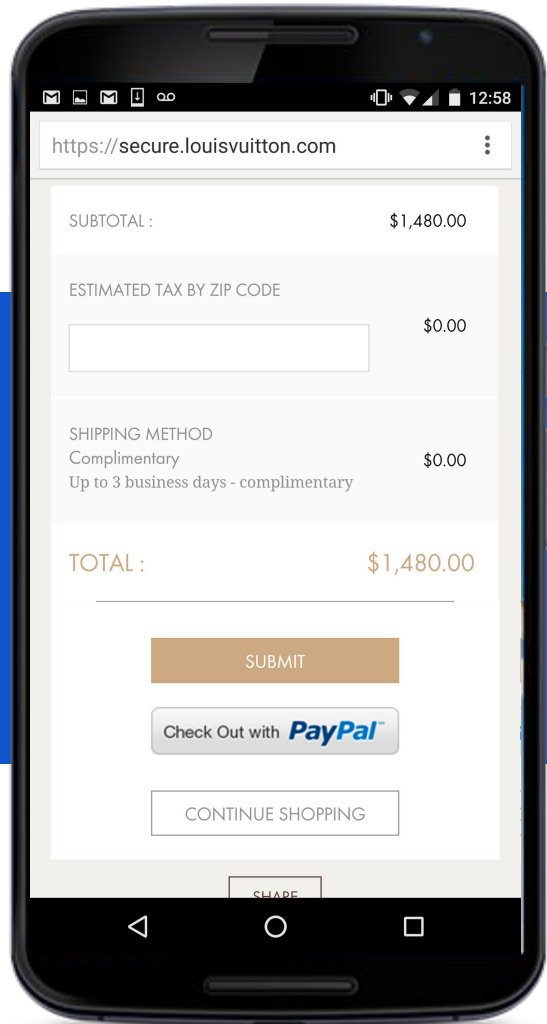 12:58
https://secure.louisvuitton.com
SUBTOTAL : $1,480.00
ESTIMATED TAX BY ZIP CODE
$0.00
SHIPPING METHOD
Complimentary $0.00
Up to 3 business days - complimentary
TOTAL : $1,480.00
SUBMIT
Check Out with PayPal™
CONTINUE SHOPPING
SHARE